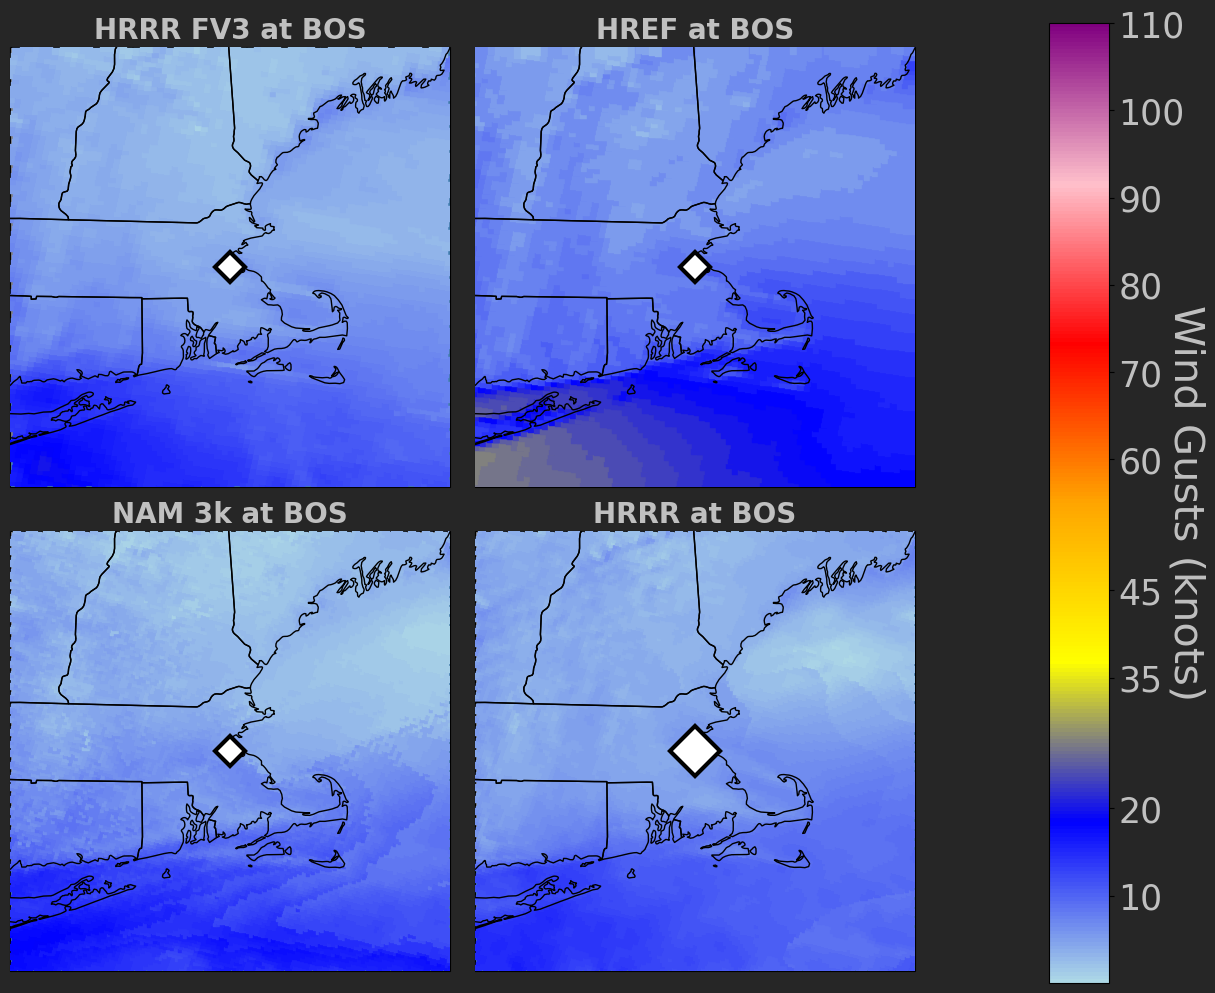 HRRR FV3 at BOS
HREF at BOS
NAM 3k at BOS
HRRR at BOS
110
100
90
80
70
60
45
35
20
10
Wind Gusts (knots)